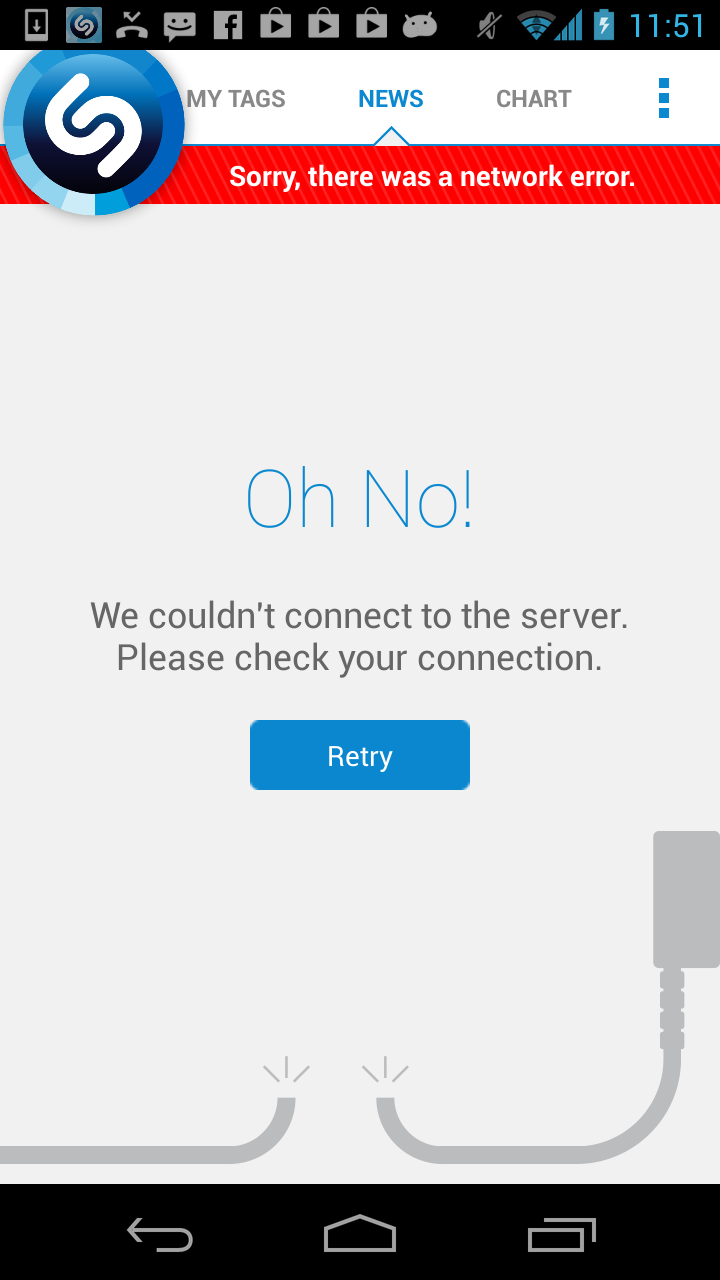 11:51
MY TAGS NEWS CHART
Sorry, there was a network error.
Oh No!
We couldn't connect to the server.
Please check your connection.
Retry